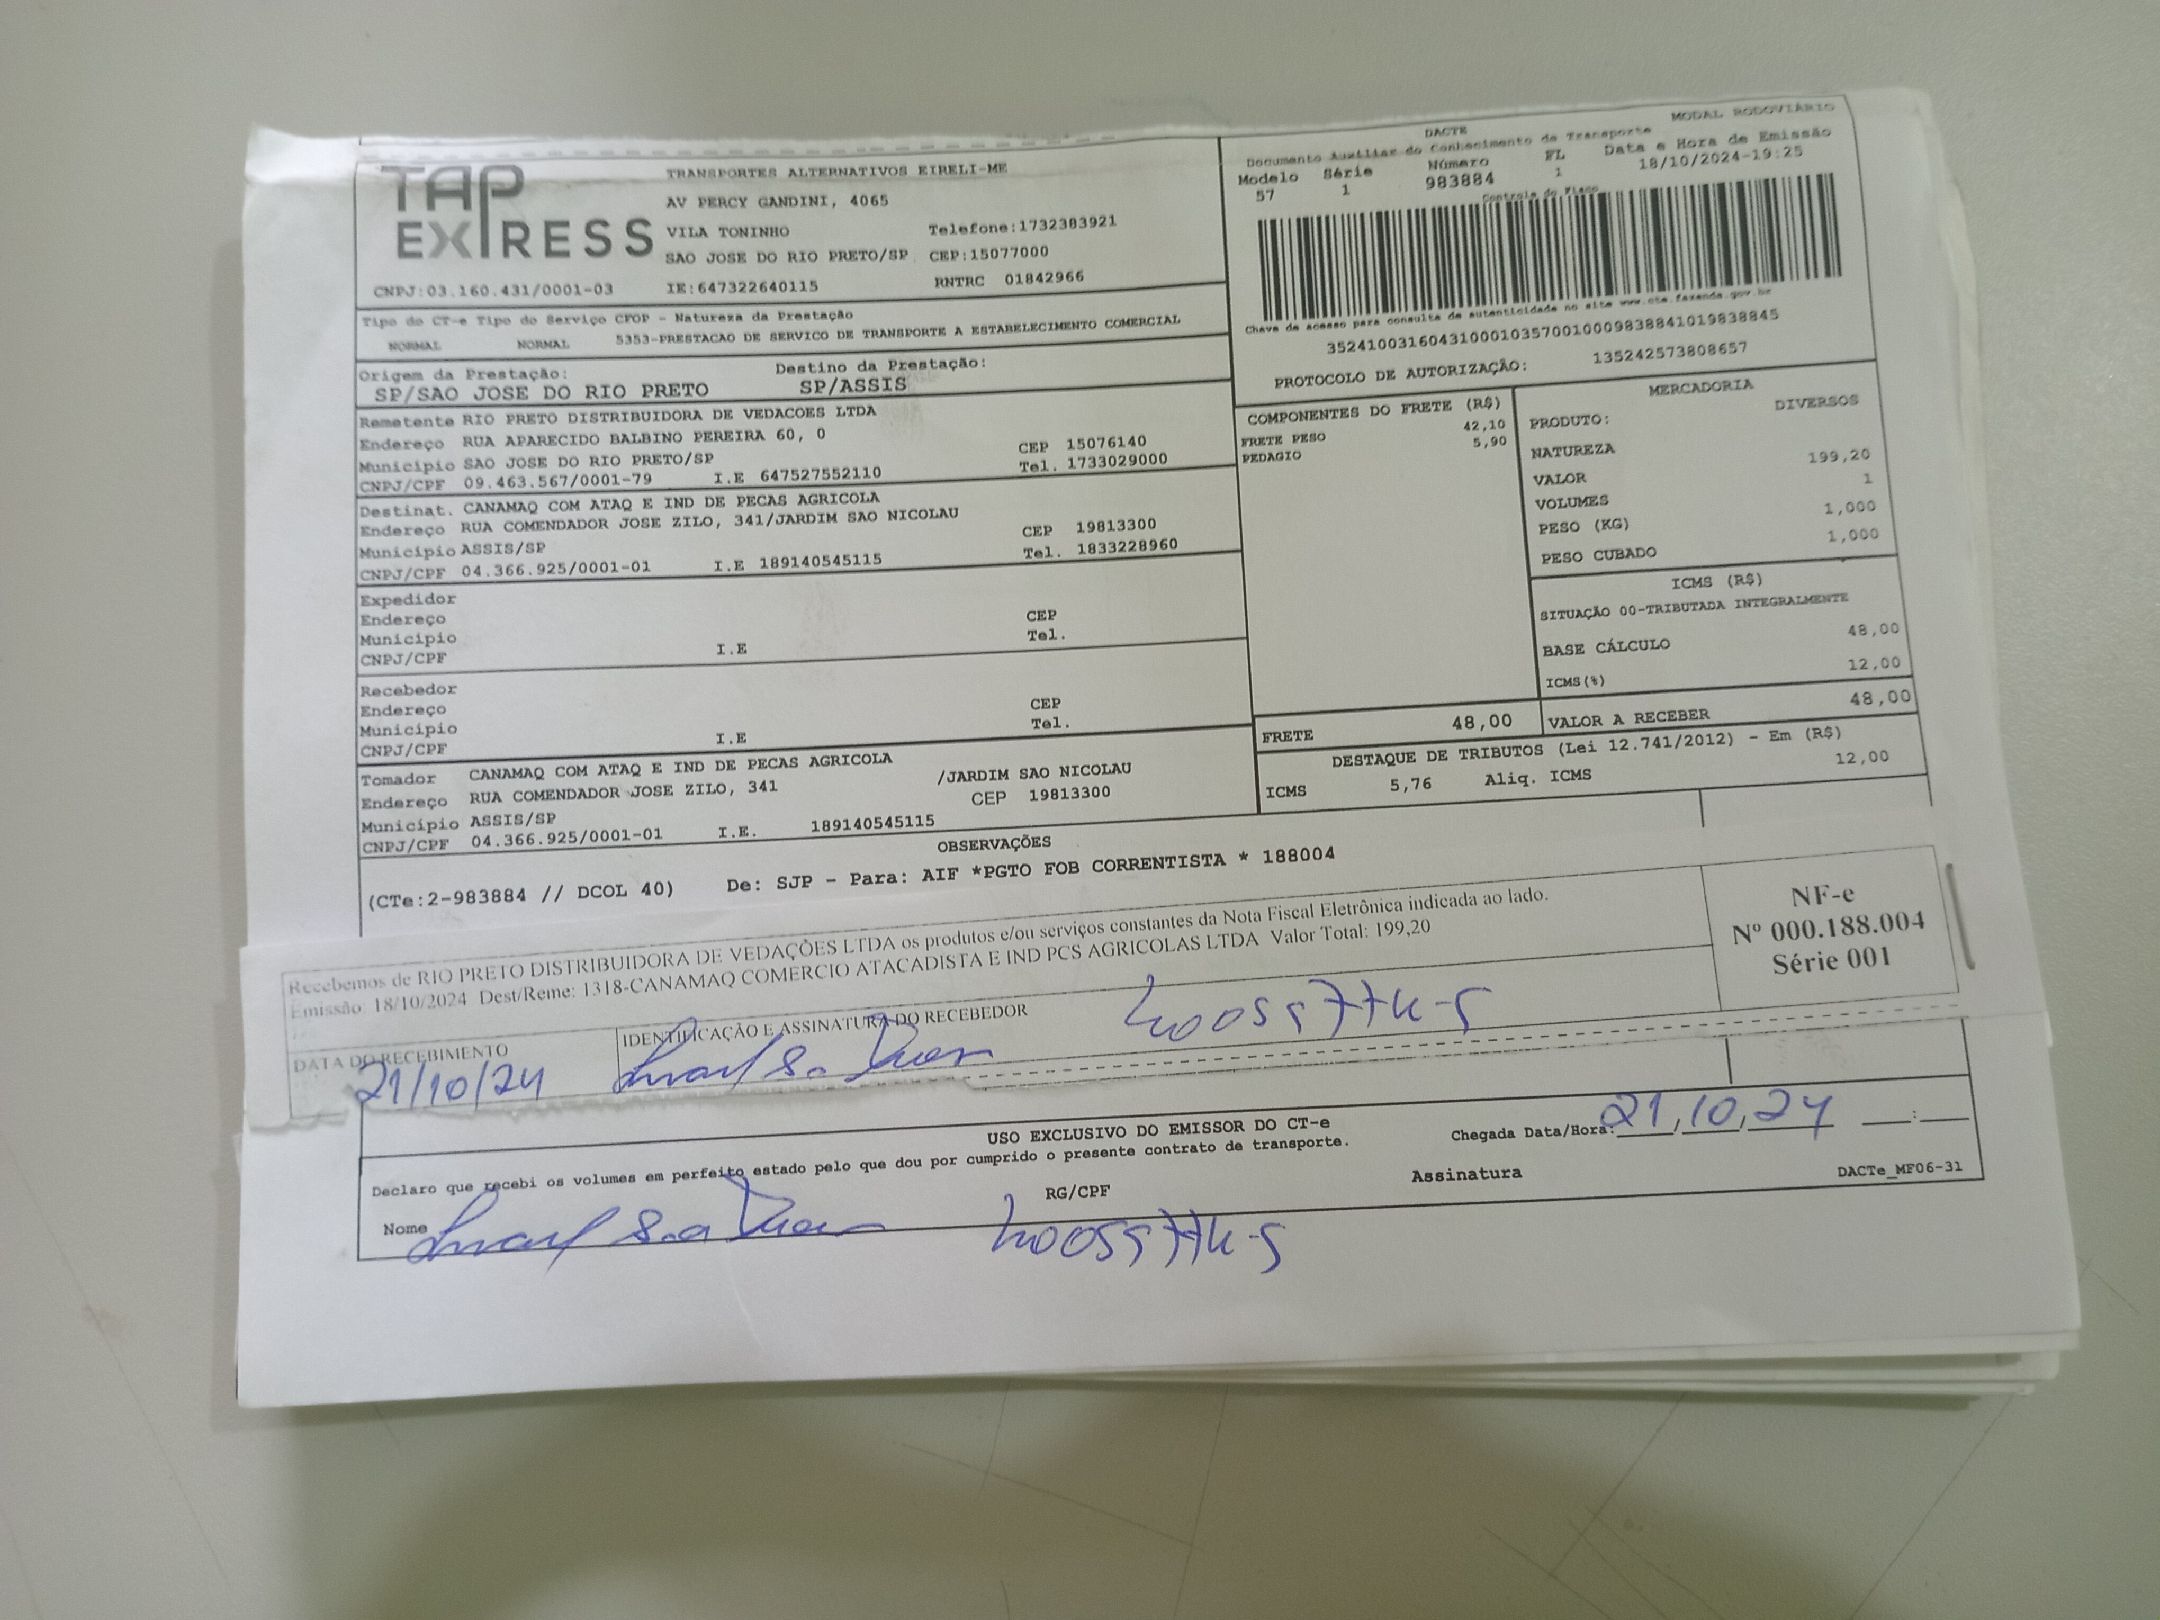 TAP EXPRESS
TRANSPORTES ALTERNATIVOS EIRELI-ME
AV PERCY GANDINI, 4065
VILA TONINHO Telefone:1732383921
SAO JOSE DO RIO PRETO/SP CEP:15077000
CNPJ:03.160.431/0001-03 IE:647322640115 RNTRC 01842966
MODAL RODOVIÁRIO
DACTE
Documento Auxiliar do Conhecimento de Transporte
Modelo Série Número FL Data e Hora de Emissão
57 1 983884 1 18/10/2024-19:25
Controle do Fisco
Chave de acesso para consulta de autenticidade no site www.cte.fazenda.gov.br
35241003160431000103570010009838841019838845
PROTOCOLO DE AUTORIZAÇÃO: 135242573808657
Tipo do CT-e Tipo do Serviço CFOP - Natureza da Prestação
NORMAL NORMAL 5353-PRESTACAO DE SERVICO DE TRANSPORTE A ESTABELECIMENTO COMERCIAL
Origem da Prestação: Destino da Prestação:
SP/SAO JOSE DO RIO PRETO SP/ASSIS
Remetente RIO PRETO DISTRIBUIDORA DE VEDACOES LTDA
Endereço RUA APARECIDO BALBINO PEREIRA 60, 0 CEP 15076140
Município SAO JOSE DO RIO PRETO/SP Tel. 1733029000
CNPJ/CPF 09.463.567/0001-79 I.E 647527552110
Destinat. CANAMAQ COM ATAQ E IND DE PECAS AGRICOLA
Endereço RUA COMENDADOR JOSE ZILO, 341/JARDIM SAO NICOLAU CEP 19813300
Município ASSIS/SP Tel. 1833228960
CNPJ/CPF 04.366.925/0001-01 I.E 189140545115
Expedidor
Endereço CEP
Município Tel.
CNPJ/CPF I.E
Recebedor
Endereço CEP
Município Tel.
CNPJ/CPF I.E
Tomador CANAMAQ COM ATAQ E IND DE PECAS AGRICOLA
Endereço RUA COMENDADOR JOSE ZILO, 341 /JARDIM SAO NICOLAU
Município ASSIS/SP CEP 19813300
CNPJ/CPF 04.366.925/0001-01 I.E. 189140545115
COMPONENTES DO FRETE (R$)
FRETE PESO 42,10
PEDAGIO 5,90
MERCADORIA
PRODUTO: DIVERSOS
NATUREZA
VALOR 199,20
VOLUMES 1
PESO (KG) 1,000
PESO CUBADO 1,000
ICMS (R$)
SITUAÇÃO 00-TRIBUTADA INTEGRALMENTE
BASE CÁLCULO 48,00
ICMS(%) 12,00
FRETE 48,00 VALOR A RECEBER 48,00
DESTAQUE DE TRIBUTOS (Lei 12.741/2012) - Em (R$)
ICMS 5,76 Aliq. ICMS 12,00
OBSERVAÇÕES
(CTe:2-983884 // DCOL 40) De: SJP - Para: AIF *PGTO FOB CORRENTISTA * 188004
Recebemos de RIO PRETO DISTRIBUIDORA DE VEDAÇÕES LTDA os produtos e/ou serviços constantes da Nota Fiscal Eletrônica indicada ao lado.
Emissão: 18/10/2024 Dest/Reme: 1318-CANAMAQ COMERCIO ATACADISTA E IND PCS AGRICOLAS LTDA Valor Total: 199,20
NF-e
Nº 000.188.004
Série 001
DATA DO RECEBIMENTO IDENTIFICAÇÃO E ASSINATURA DO RECEBEDOR
21/10/24
USO EXCLUSIVO DO EMISSOR DO CT-e
Declaro que recebi os volumes em perfeito estado pelo que dou por cumprido o presente contrato de transporte.
Chegada Data/Hora: 21,10,24 :
Nome RG/CPF Assinatura DACTe_MF06-31